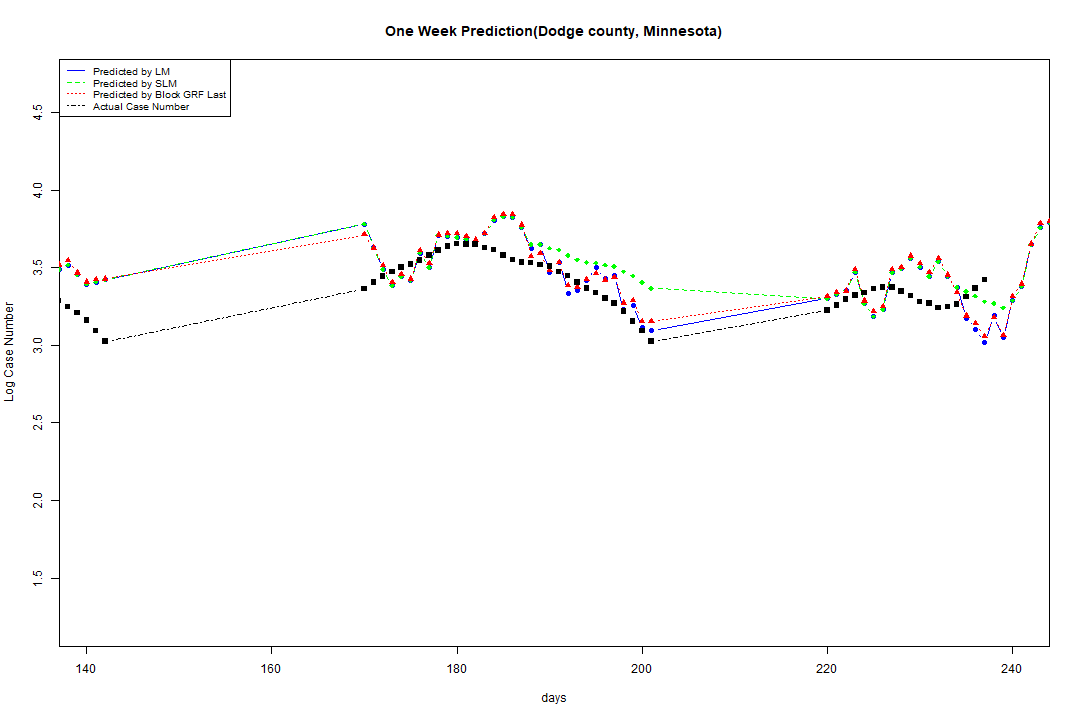 One Week Prediction(Dodge county, Minnesota)
Predicted by LM
Predicted by SLM
Predicted by Block GRF Last
Actual Case Number
4.5
4.0
3.5
3.0
2.5
2.0
1.5
Log Case Number
140 160 180 200 220 240
days